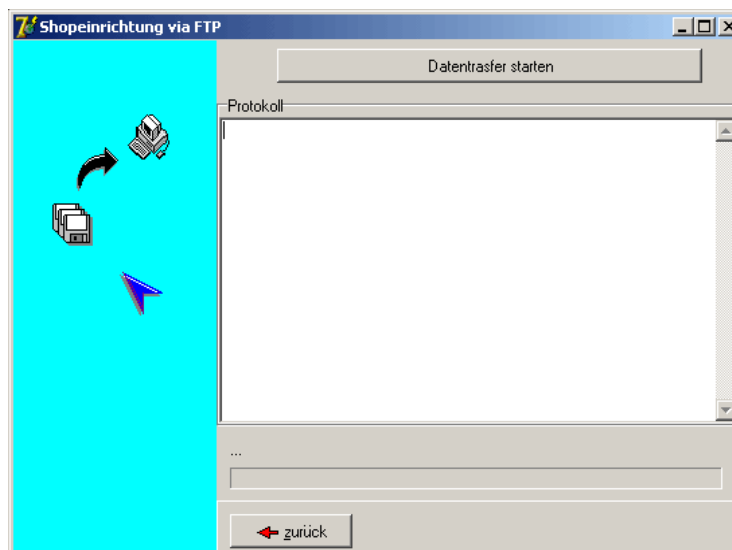 Shopeinrichtung via FTP
Datentrasfer starten
Protokoll
...
zurück